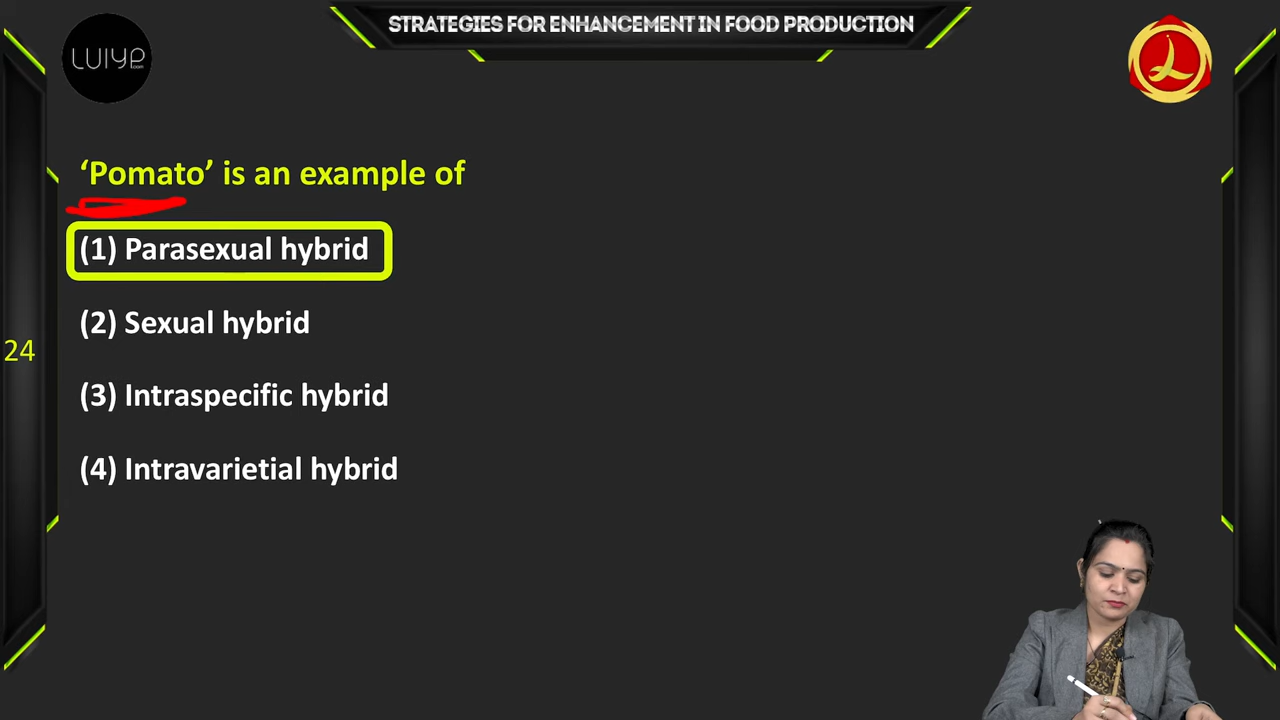 STRATEGIES FOR ENHANCEMENT IN FOOD PRODUCTION
LUIYP
.com
‘Pomato’ is an example of
(1) Parasexual hybrid
(2) Sexual hybrid
24
(3) Intraspecific hybrid
(4) Intravarietial hybrid